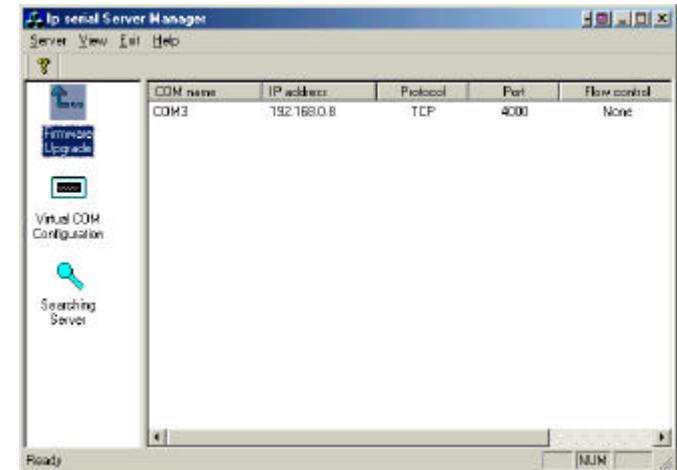 Ip serial Server Manager
Server View Exit Help
COM name IP address Protocol Port Flow control
COM3 192.168.0.8 TCP 4000 None
Firmware
Upgrade
Virtual COM
Configuration
Searching
Server
Ready NUM